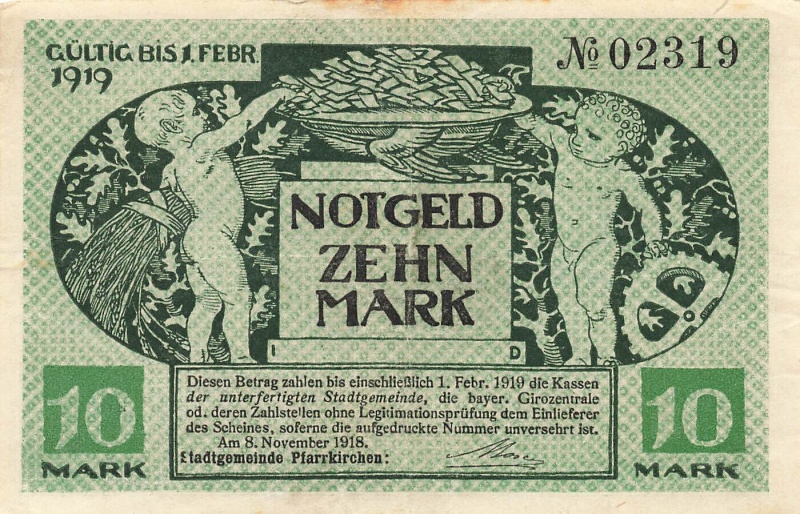 GÜLTIG BIS 1. FEBR.
1919
№ 02319
NOTGELD
ZEHN
MARK
I D
Diesen Betrag zahlen bis einschließlich 1. Febr. 1919 die Kassen
der unterfertigten Stadtgemeinde, die bayer. Girozentrale
od. deren Zahlstellen ohne Legitimationsprüfung dem Einlieferer
des Scheines, soferne die aufgedruckte Nummer unversehrt ist.
Am 8. November 1918.
Stadtgemeinde Pfarrkirchen:
10
MARK
10
MARK